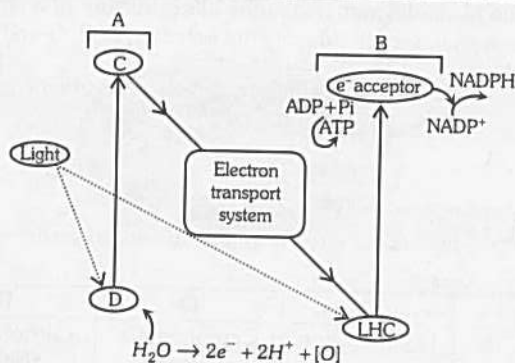 A
B
C
e⁻ acceptor
NADPH
ADP+Pi
ATP
NADP⁺
Light
Electron
transport
system
D
LHC
H₂O → 2e⁻ + 2H⁺ + [O]